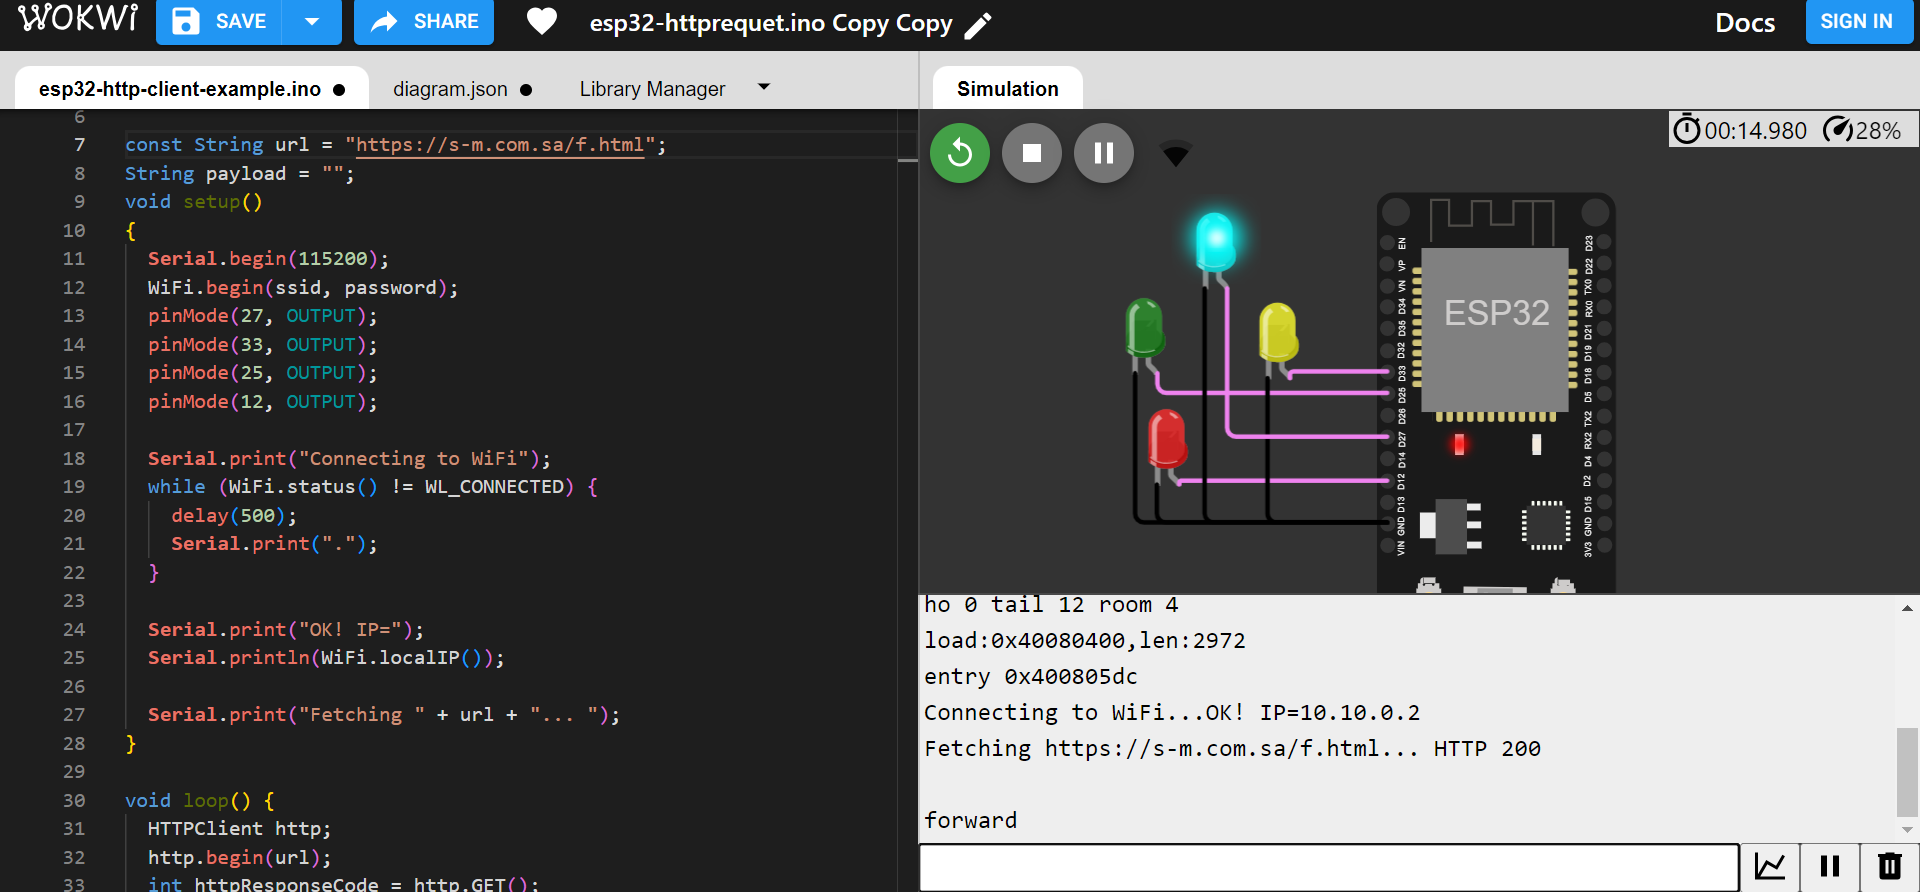 WOKWi
SAVE
SHARE
esp32-httprequet.ino Copy Copy
Docs
SIGN IN
esp32-http-client-example.ino
diagram.json
Library Manager
Simulation
6
7 const String url = "https://s-m.com.sa/f.html";
8 String payload = "";
9 void setup()
10 {
11 Serial.begin(115200);
12 WiFi.begin(ssid, password);
13 pinMode(27, OUTPUT);
14 pinMode(33, OUTPUT);
15 pinMode(25, OUTPUT);
16 pinMode(12, OUTPUT);
17
18 Serial.print("Connecting to WiFi");
19 while (WiFi.status() != WL_CONNECTED) {
20 delay(500);
21 Serial.print(".");
22 }
23
24 Serial.print("OK! IP=");
25 Serial.println(WiFi.localIP());
26
27 Serial.print("Fetching " + url + "... ");
28 }
29
30 void loop() {
31 HTTPClient http;
32 http.begin(url);
33 int httpResponseCode = http.GET();
00:14.980
28%
ESP32
EN
VP
VN
D34
D35
D32
D33
D25
D26
D27
D14
D12
D13
GND
VIN
D23
D22
TX0
RX0
D21
D19
D18
D5
TX2
RX2
D4
D2
D15
GND
3V3
ho 0 tail 12 room 4
load:0x40080400,len:2972
entry 0x400805dc
Connecting to WiFi...OK! IP=10.10.0.2
Fetching https://s-m.com.sa/f.html... HTTP 200
forward